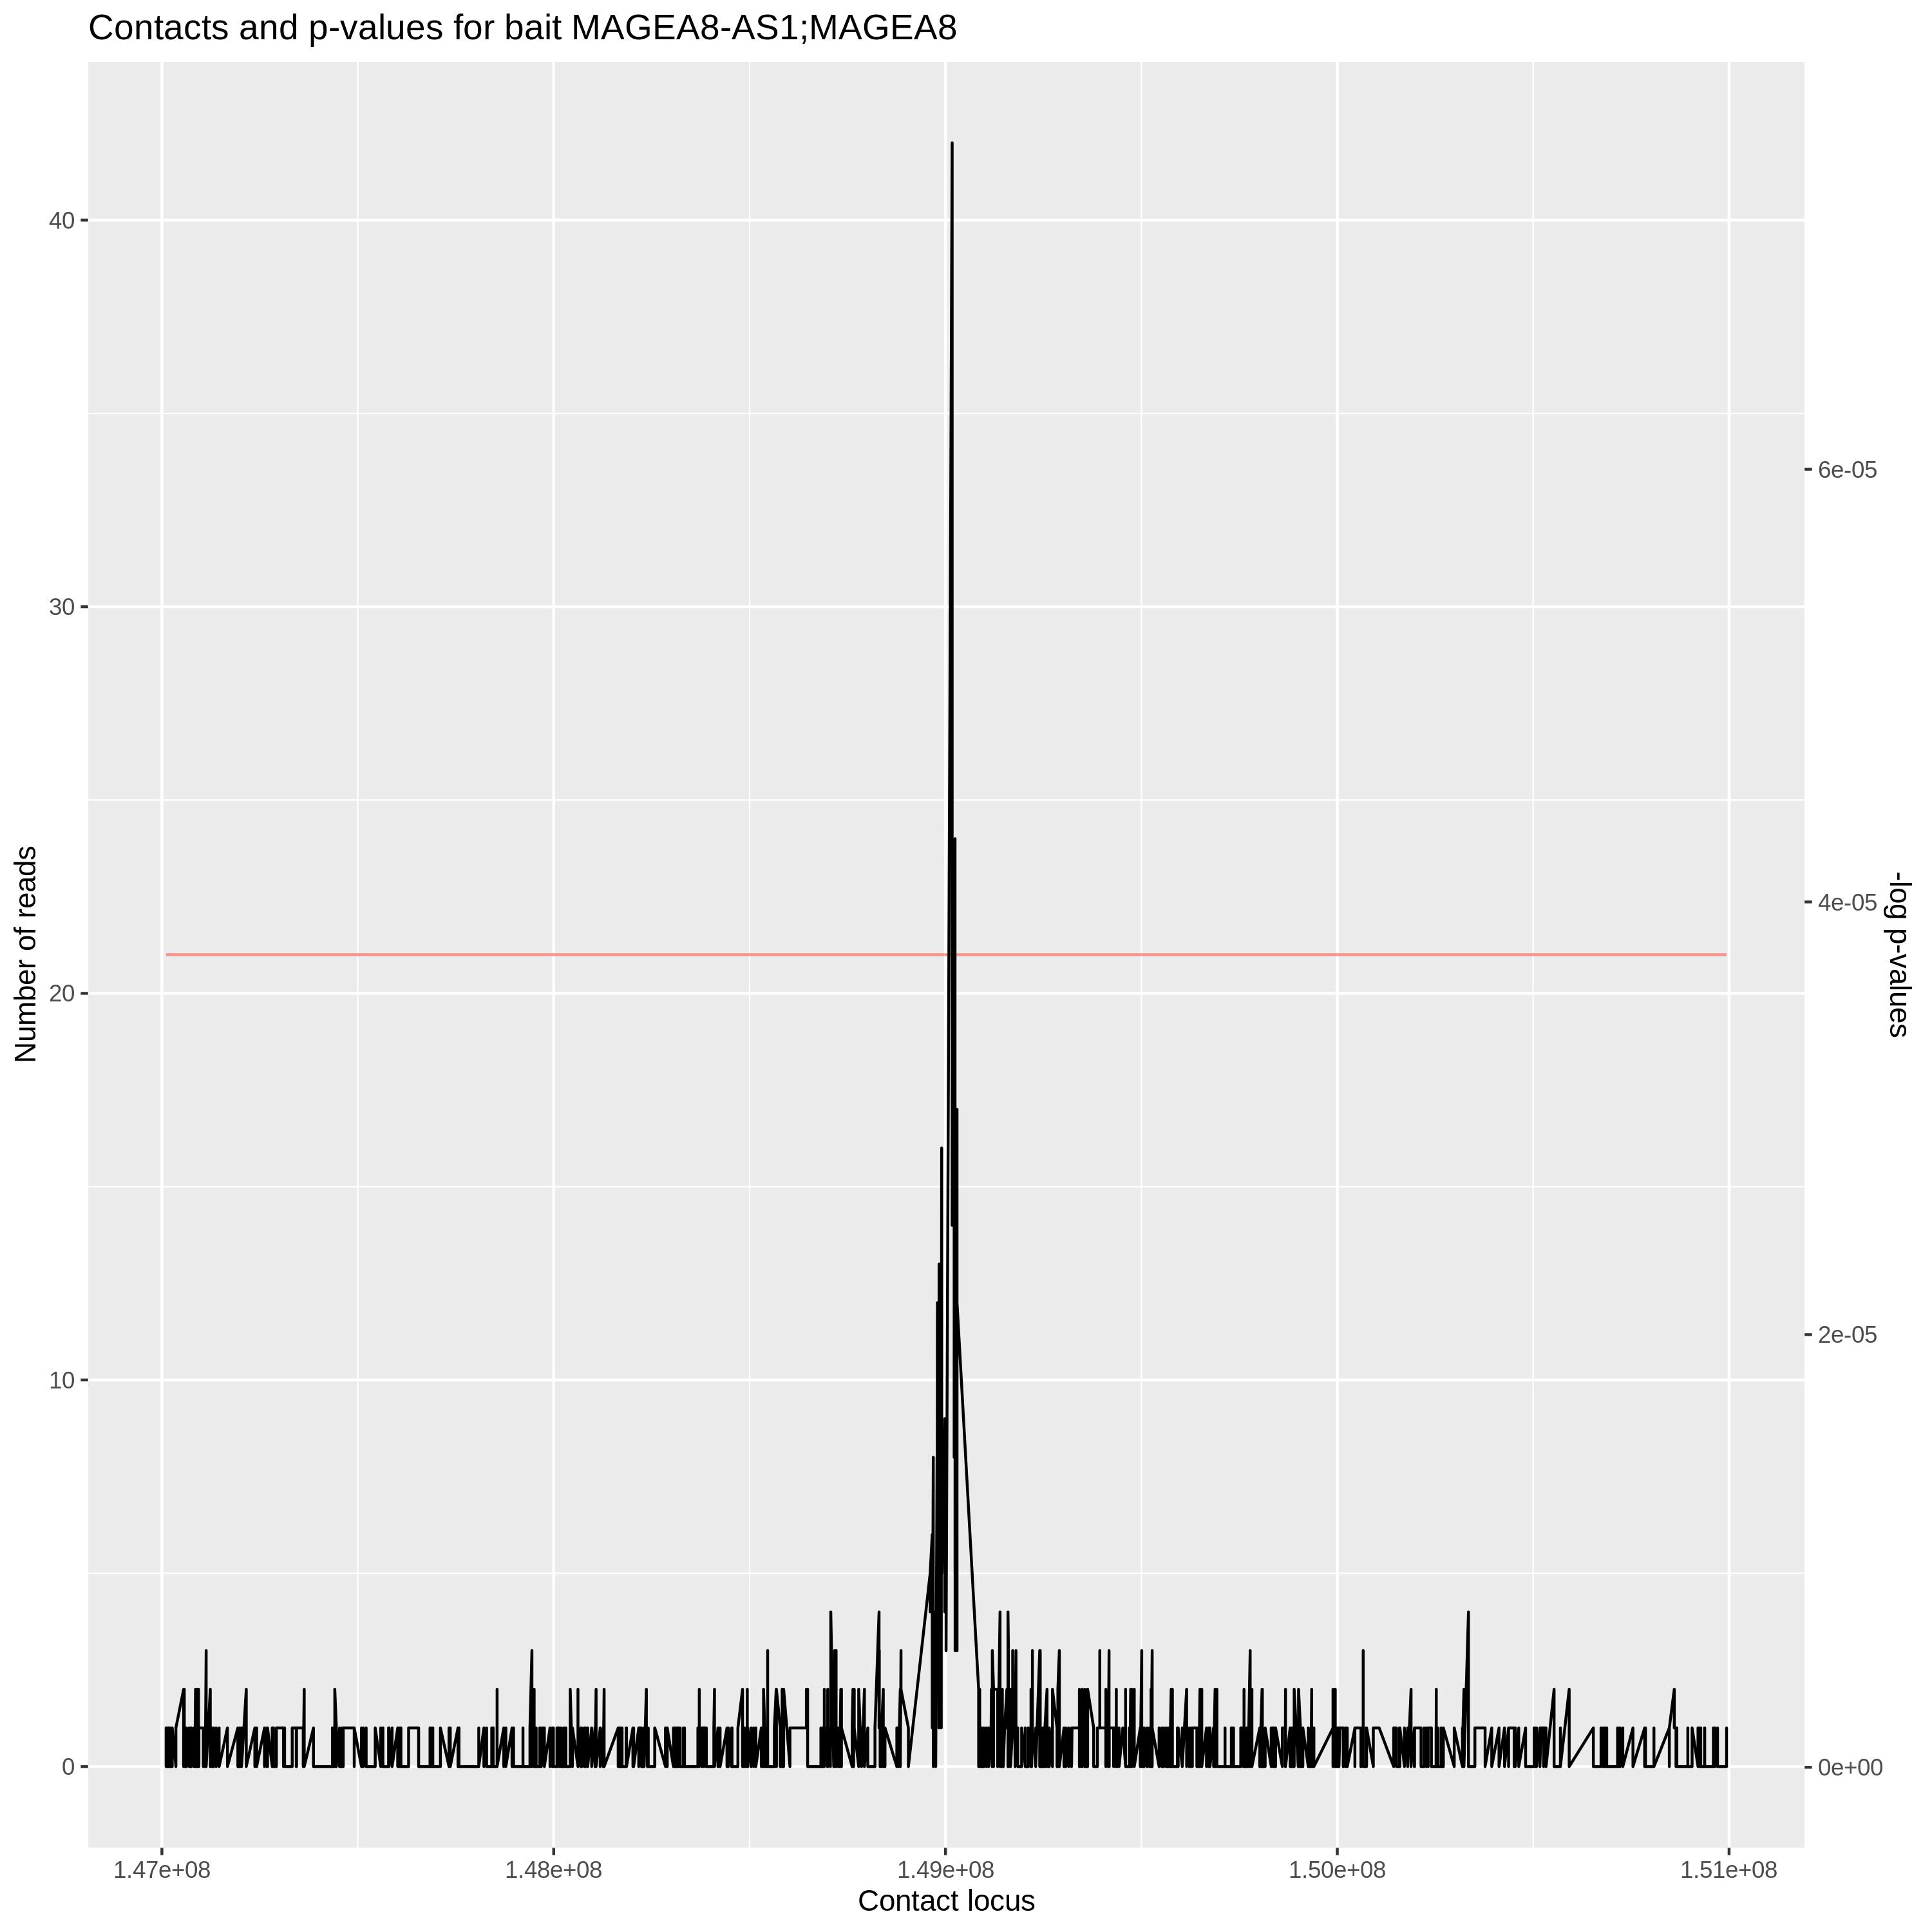 Contacts and p-values for bait MAGEA8-AS1;MAGEA8
40
30
20
10
0
Number of reads
6e-05
4e-05
2e-05
0e+00
-log p-values
1.47e+08
1.48e+08
1.49e+08
1.50e+08
1.51e+08
Contact locus